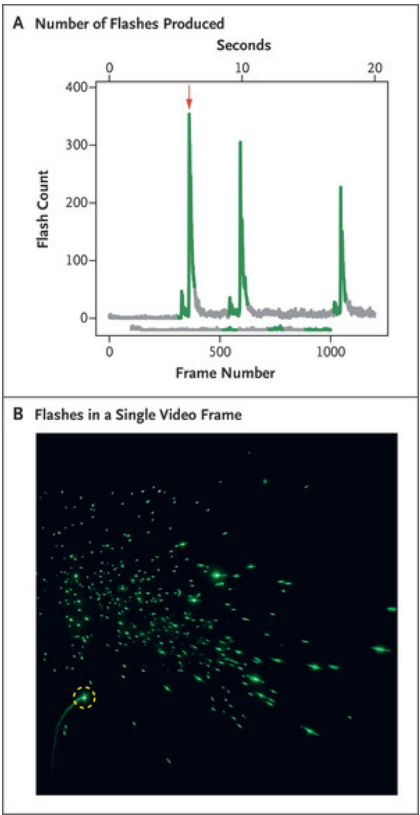 A Number of Flashes Produced
Seconds
0 10 20
Flash Count
400
300
200
100
0
0 500 1000
Frame Number
B Flashes in a Single Video Frame